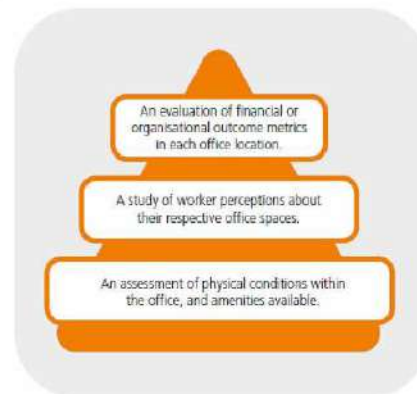 An evaluation of financial or
organisational outcome metrics
in each office location.
A study of worker perceptions about
their respective office spaces.
An assessment of physical conditions within
the office, and amenities available.